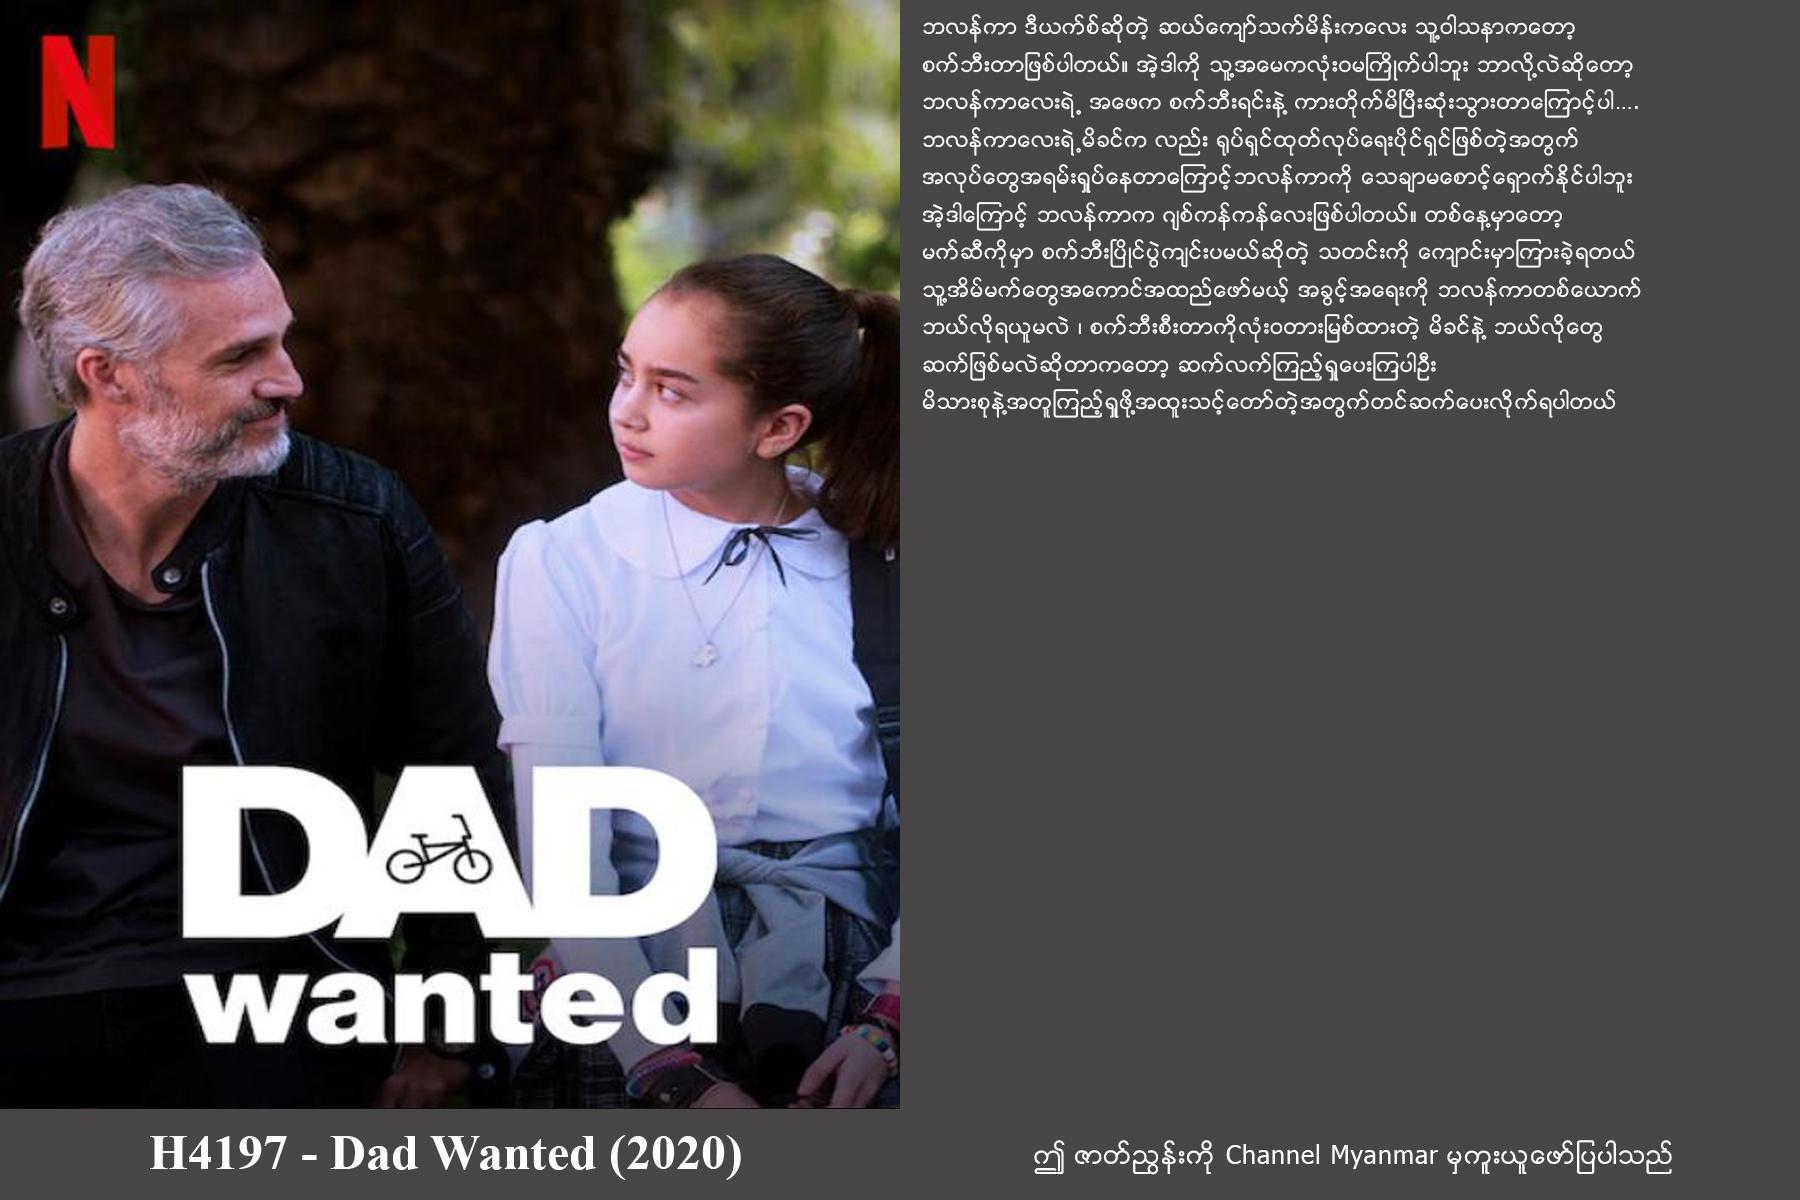 N
DAD
wanted
H4197 - Dad Wanted (2020)
ဘလန်ကာ ဒီယက်စ်ဆိုတဲ့ ဆယ်ကျော်သက်မိန်းကလေး သူ့ဝါသနာကတော့
စက်ဘီးတာဖြစ်ပါတယ်။ အဲ့ဒါကို သူ့အမေကလုံးဝမကြိုက်ပါဘူး ဘာလို့လဲဆိုတော့
ဘလန်ကာလေးရဲ့ အဖေက စက်ဘီးရင်းနဲ့ ကားတိုက်မိပြီးဆုံးသွားတာကြောင့်ပါ....
ဘလန်ကာလေးရဲ့မိခင်က လည်း ရုပ်ရှင်ထုတ်လုပ်ရေးပိုင်ရှင်ဖြစ်တဲ့အတွက်
အလုပ်တွေအရမ်းရှုပ်နေတာကြောင့်ဘလန်ကာကို သေချာမစောင့်ရှောက်နိုင်ပါဘူး
အဲ့ဒါကြောင့် ဘလန်ကာက ဂျစ်ကန်ကန်လေးဖြစ်ပါတယ်။ တစ်နေ့မှာတော့
မက်ဆီကိုမှာ စက်ဘီးပြိုင်ပွဲကျင်းပမယ်ဆိုတဲ့ သတင်းကို ကျောင်းမှာကြားခဲ့ရတယ်
သူ့အိမ်မက်တွေအကောင်အထည်ဖော်မယ့် အခွင့်အရေးကို ဘလန်ကာတစ်ယောက်
ဘယ်လိုရယူမလဲ ၊ စက်ဘီးစီးတာကိုလုံးဝတားမြစ်ထားတဲ့ မိခင်နဲ့ ဘယ်လိုတွေ
ဆက်ဖြစ်မလဲဆိုတာကတော့ ဆက်လက်ကြည့်ရှုပေးကြပါဦး
မိသားစုနဲ့အတူကြည့်ရှုဖို့အထူးသင့်တော်တဲ့အတွက်တင်ဆက်ပေးလိုက်ရပါတယ်
ဤ ဇာတ်ညွှန်းကို Channel Myanmar မှကူးယူဖော်ပြပါသည်